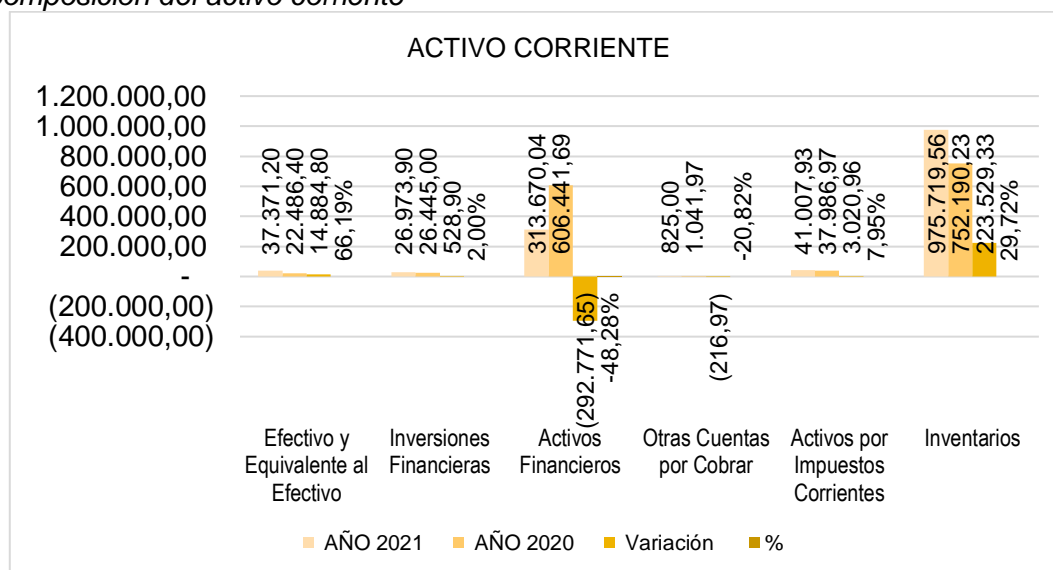 composición del activo corriente
ACTIVO CORRIENTE
1.200.000,00
1.000.000,00
800.000,00
600.000,00
400.000,00
200.000,00
-
(200.000,00)
(400.000,00)
37.371,20
22.486,40
14.884,80
66,19%
26.973,90
26.445,00
528,90
2,00%
313.670,04
606.441,69
(292.771,65)
-48,28%
825,00
1.041,97
(216,97)
-20,82%
41.007,93
37.986,97
3.020,96
7,95%
975.719,56
752.190,23
223.529,33
29,72%
Efectivo y
Equivalente al
Efectivo
Inversiones
Financieras
Activos
Financieros
Otras Cuentas
por Cobrar
Activos por
Impuestos
Corrientes
Inventarios
AÑO 2021 AÑO 2020 Variación %